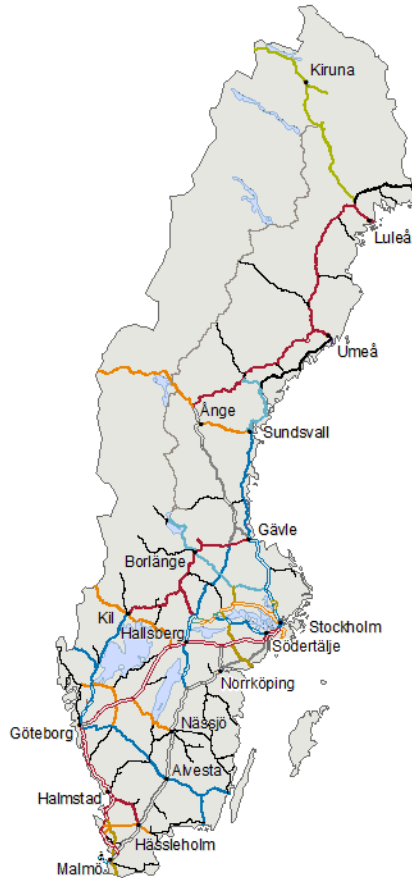 Kiruna
Luleå
Umeå
Ånge
Sundsvall
Gävle
Borlänge
Kil
Stockholm
Hallsberg
Södertälje
Norrköping
Göteborg
Nässjö
Alvesta
Halmstad
Hässleholm
Malmö